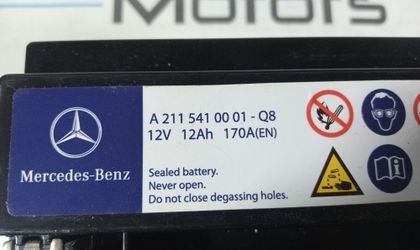 Motors
A 211 541 00 01 - Q8
12V 12Ah 170A(EN)
Mercedes-Benz
Sealed battery.
Never open.
Do not close degassing holes.